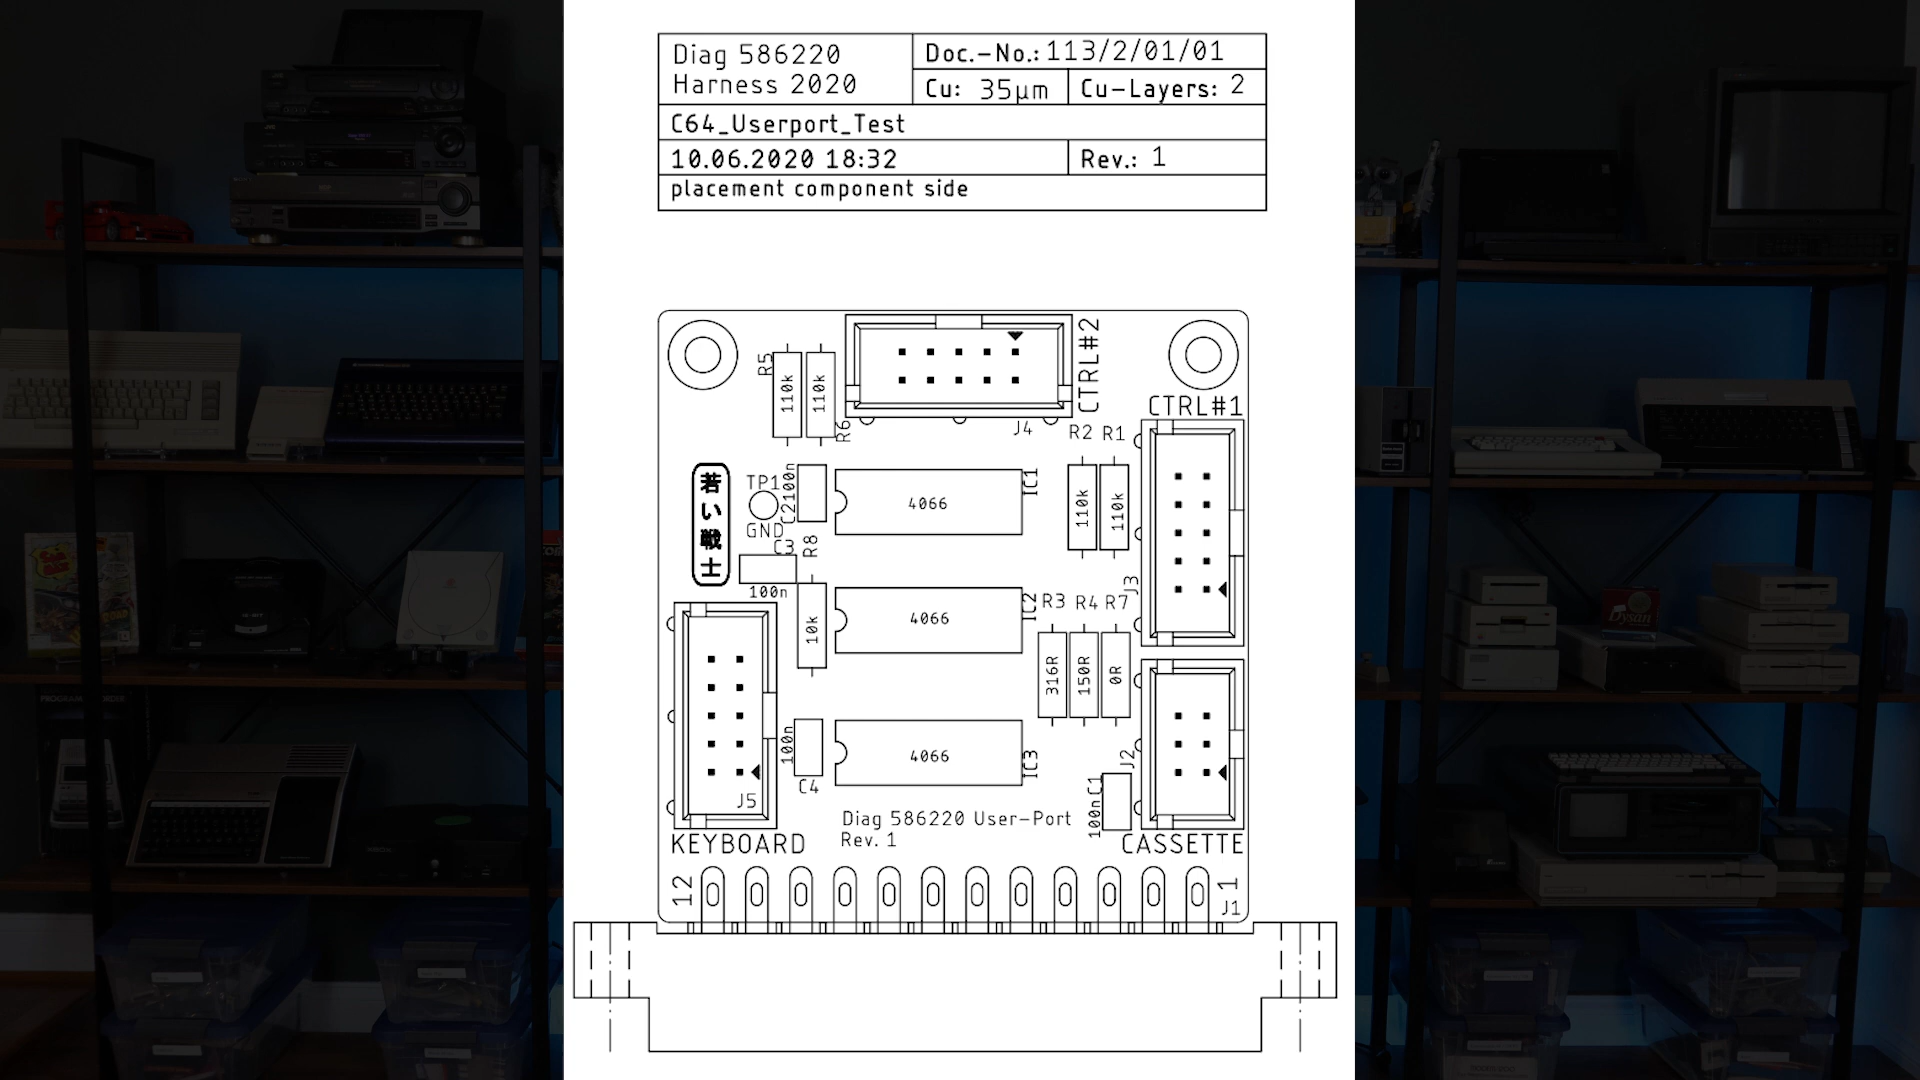 Diag 586220
Harness 2020
Doc.-No.: 113/2/01/01
Cu: 35µm
Cu-Layers: 2
C64_Userport_Test
10.06.2020 18:32
Rev.: 1
placement component side
R5
110k
110k
R6
CTRL#2
J4
CTRL#1
R2 R1
110k
110k
J3
若い戦士
TP1
GND
C2 100n
4066
IC1
C3
100n
R8
10k
4066
IC2
R3 R4 R7
316R
150R
0R
J5
KEYBOARD
100n
C4
4066
IC3
J2
C1
100n
CASSETTE
Diag 586220 User-Port
Rev. 1
12
1
J1
Dysan